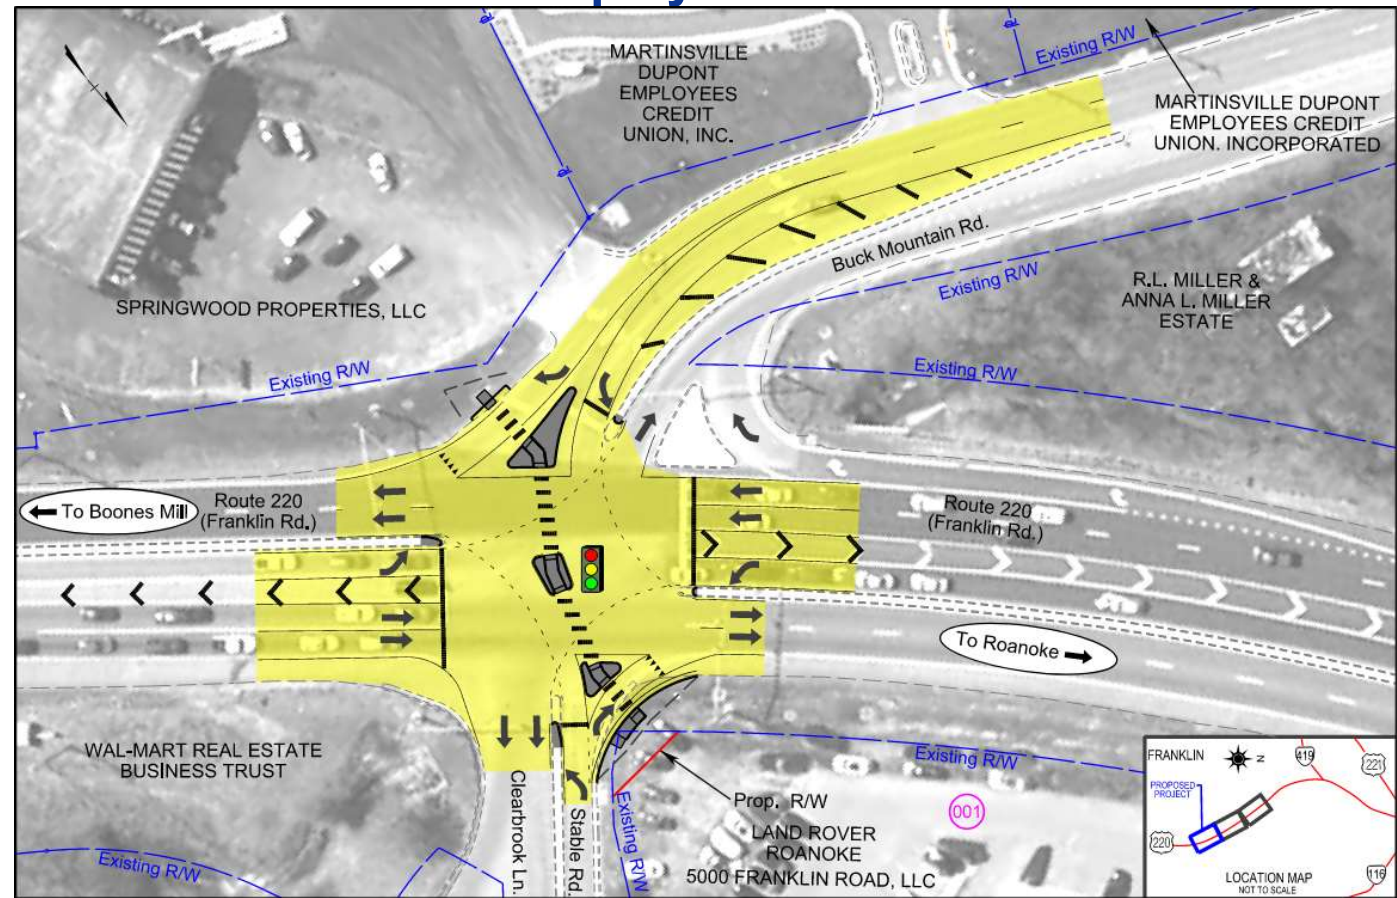 MARTINSVILLE
DUPONT
EMPLOYEES
CREDIT
UNION, INC.
Existing R/W
MARTINSVILLE DUPONT
EMPLOYEES CREDIT
UNION. INCORPORATED
Buck Mountain Rd.
Existing R/W
R.L. MILLER &
ANNA L. MILLER
ESTATE
SPRINGWOOD PROPERTIES, LLC
Existing R/W
Existing R/W
To Boones Mill
Route 220
(Franklin Rd.)
Route 220
(Franklin Rd.)
To Roanoke
WAL-MART REAL ESTATE
BUSINESS TRUST
Existing R/W
Clearbrook Ln.
Stable Rd.
Existing R/W
Existing R/W
Prop. R/W
001
LAND ROVER
ROANOKE
5000 FRANKLIN ROAD, LLC
FRANKLIN
N
419
221
PROPOSED
PROJECT
220
116
LOCATION MAP
NOT TO SCALE